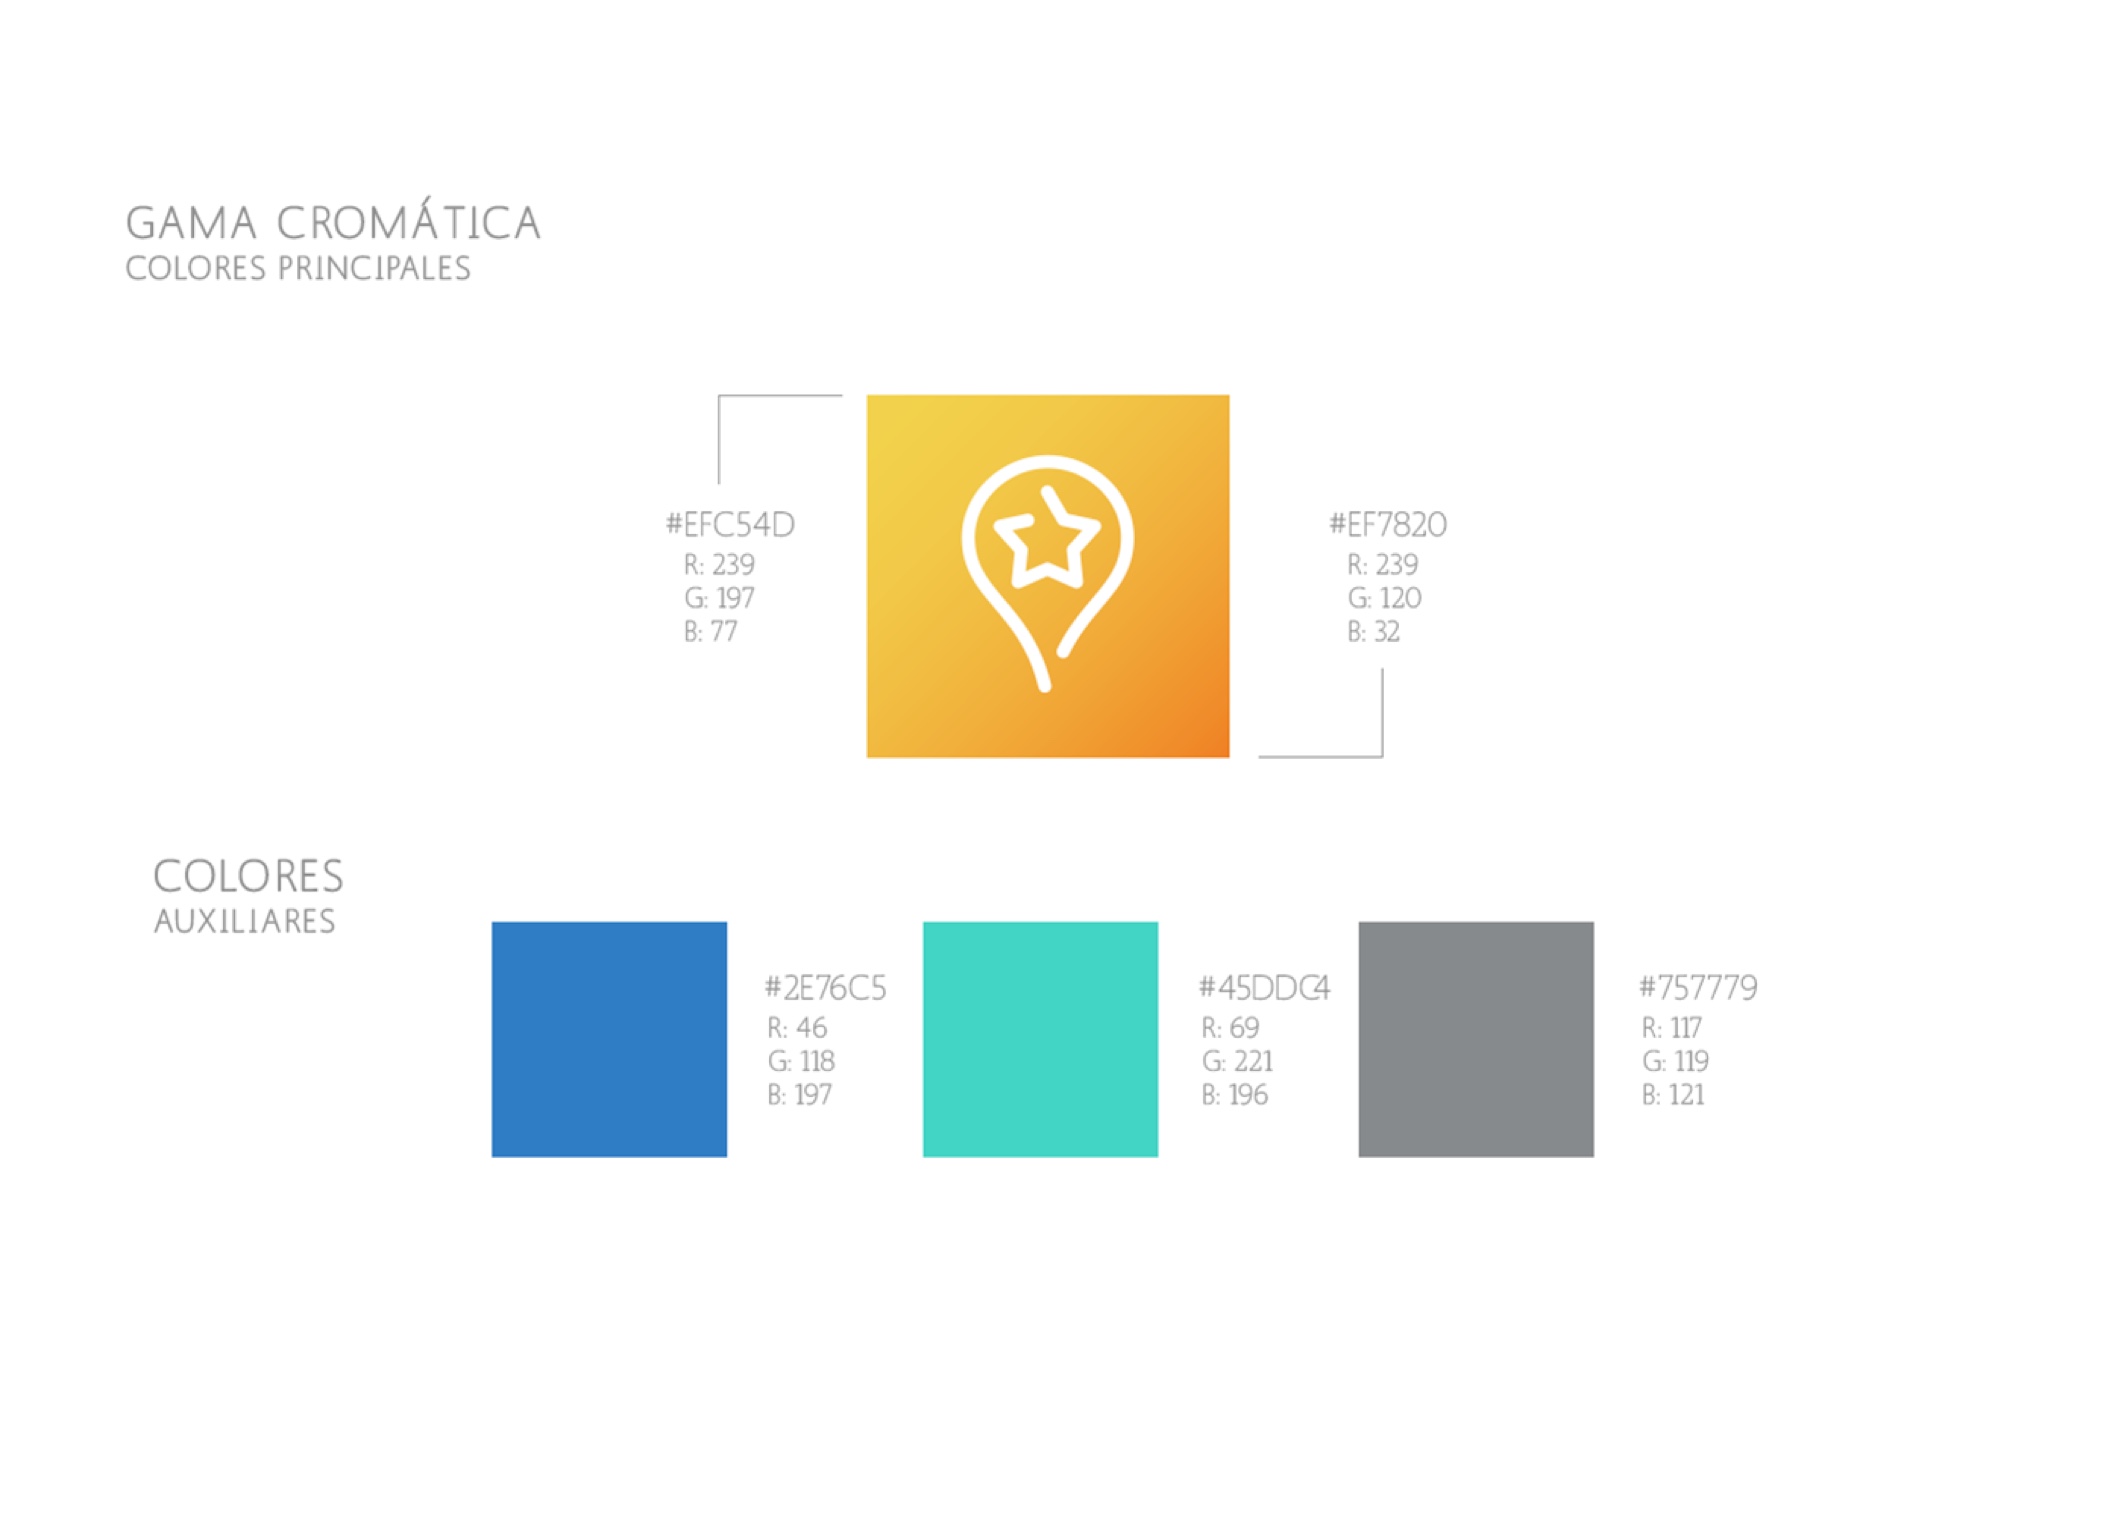 GAMA CROMÁTICA
COLORES PRINCIPALES
#EFC54D
R: 239
G: 197
B: 77
#EF7820
R: 239
G: 120
B: 32
COLORES
AUXILIARES
#2E76C5
R: 46
G: 118
B: 197
#45DDC4
R: 69
G: 221
B: 196
#757779
R: 117
G: 119
B: 121